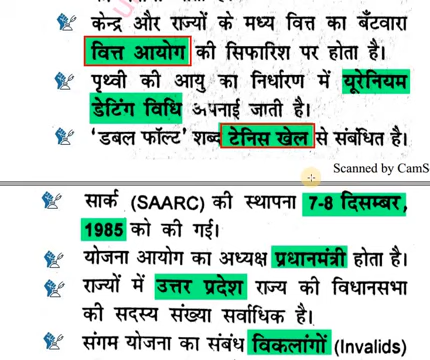 केन्द्र और राज्यों के मध्य वित्त का बँटवारा
वित्त आयोग की सिफारिश पर होता है।
पृथ्वी की आयु का निर्धारण में यूरेनियम
डेटिंग विधि अपनाई जाती है।
'डबल फॉल्ट' शब्द टेनिस खेल से संबंधित है।
Scanned by CamS
सार्क (SAARC) की स्थापना 7-8 दिसम्बर,
1985 को की गई।
योजना आयोग का अध्यक्ष प्रधानमंत्री होता है।
राज्यों में उत्तर प्रदेश राज्य की विधानसभा
की सदस्य संख्या सर्वाधिक है।
संगम योजना का संबंध विकलांगों (Invalids)